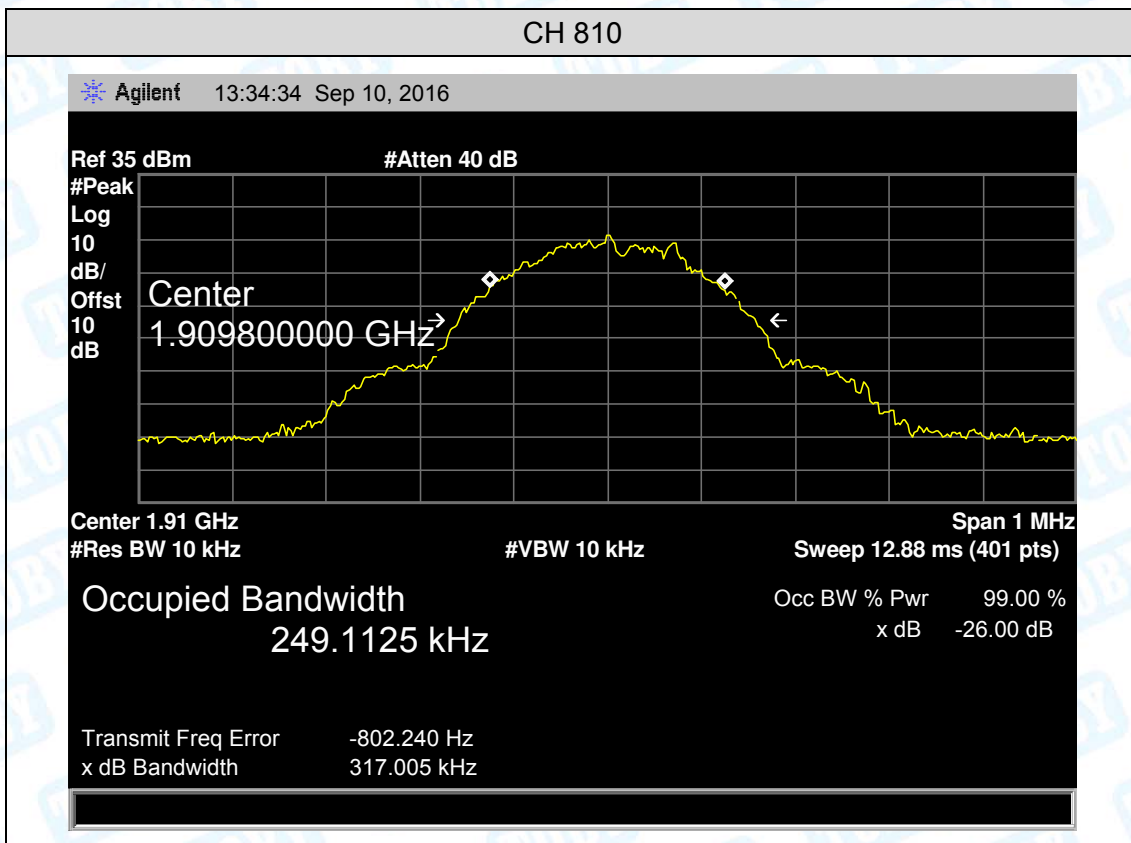 CH 810
Agilent 13:34:34 Sep 10, 2016
Ref 35 dBm #Atten 40 dB
#Peak
Log
10
dB/
Offst
10
dB
Center
1.909800000 GHz
Center 1.91 GHz Span 1 MHz
#Res BW 10 kHz #VBW 10 kHz Sweep 12.88 ms (401 pts)
Occupied Bandwidth
249.1125 kHz
Occ BW % Pwr 99.00 %
x dB -26.00 dB
Transmit Freq Error -802.240 Hz
x dB Bandwidth 317.005 kHz